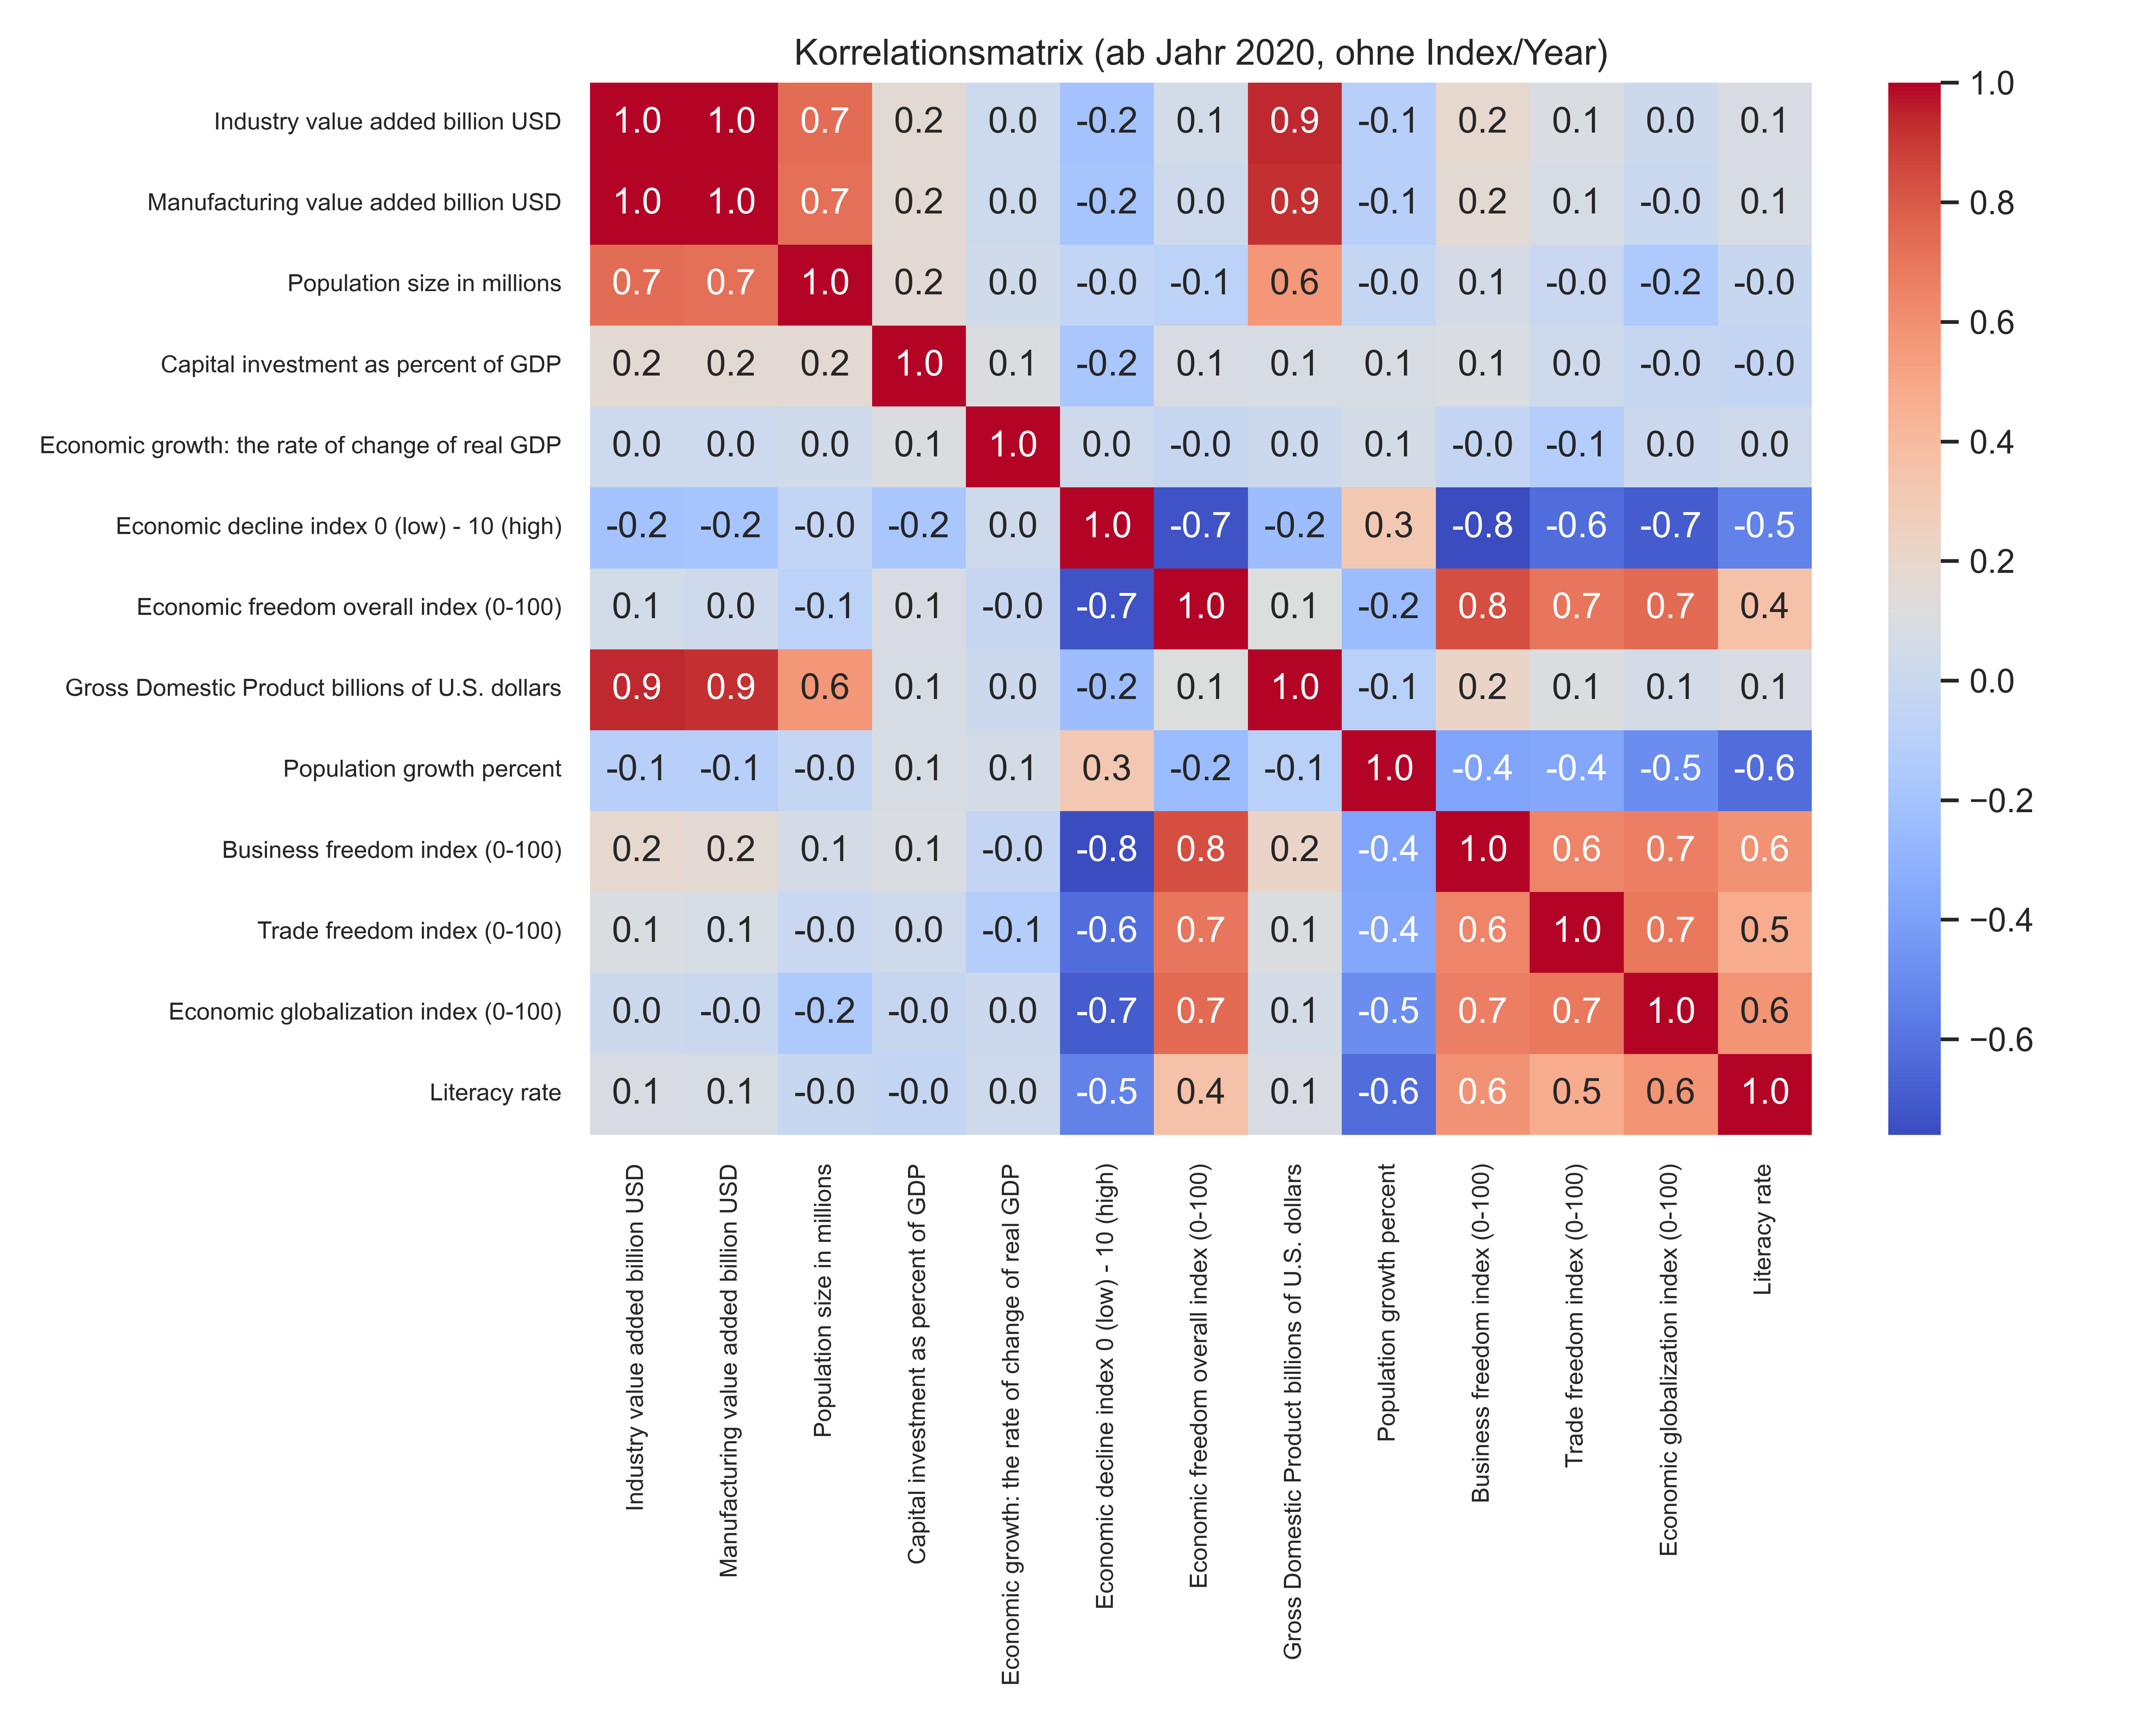 Korrelationsmatrix (ab Jahr 2020, ohne Index/Year)
Industry value added billion USD 1.0 1.0 0.7 0.2 0.0 -0.2 0.1 0.9 -0.1 0.2 0.1 0.0 0.1
Manufacturing value added billion USD 1.0 1.0 0.7 0.2 0.0 -0.2 0.0 0.9 -0.1 0.2 0.1 -0.0 0.1
Population size in millions 0.7 0.7 1.0 0.2 0.0 -0.0 -0.1 0.6 -0.0 0.1 -0.0 -0.2 -0.0
Capital investment as percent of GDP 0.2 0.2 0.2 1.0 0.1 -0.2 0.1 0.1 0.1 0.1 0.0 -0.0 -0.0
Economic growth: the rate of change of real GDP 0.0 0.0 0.0 0.1 1.0 0.0 -0.0 0.0 0.1 -0.0 -0.1 0.0 0.0
Economic decline index 0 (low) - 10 (high) -0.2 -0.2 -0.0 -0.2 0.0 1.0 -0.7 -0.2 0.3 -0.8 -0.6 -0.7 -0.5
Economic freedom overall index (0-100) 0.1 0.0 -0.1 0.1 -0.0 -0.7 1.0 0.1 -0.2 0.8 0.7 0.7 0.4
Gross Domestic Product billions of U.S. dollars 0.9 0.9 0.6 0.1 0.0 -0.2 0.1 1.0 -0.1 0.2 0.1 0.1 0.1
Population growth percent -0.1 -0.1 -0.0 0.1 0.1 0.3 -0.2 -0.1 1.0 -0.4 -0.4 -0.5 -0.6
Business freedom index (0-100) 0.2 0.2 0.1 0.1 -0.0 -0.8 0.8 0.2 -0.4 1.0 0.6 0.7 0.6
Trade freedom index (0-100) 0.1 0.1 -0.0 0.0 -0.1 -0.6 0.7 0.1 -0.4 0.6 1.0 0.7 0.5
Economic globalization index (0-100) 0.0 -0.0 -0.2 -0.0 0.0 -0.7 0.7 0.1 -0.5 0.7 0.7 1.0 0.6
Literacy rate 0.1 0.1 -0.0 -0.0 0.0 -0.5 0.4 0.1 -0.6 0.6 0.5 0.6 1.0
Industry value added billion USD
Manufacturing value added billion USD
Population size in millions
Capital investment as percent of GDP
Economic growth: the rate of change of real GDP
Economic decline index 0 (low) - 10 (high)
Economic freedom overall index (0-100)
Gross Domestic Product billions of U.S. dollars
Population growth percent
Business freedom index (0-100)
Trade freedom index (0-100)
Economic globalization index (0-100)
Literacy rate
1.0
0.8
0.6
0.4
0.2
0.0
−0.2
−0.4
−0.6